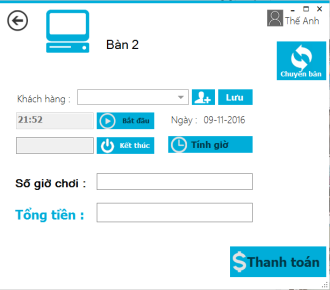 Thế Anh
Bàn 2
Chuyển bàn
Khách hàng :
Lưu
21:52
Bắt đầu
Ngày : 09-11-2016
Kết thúc
Tính giờ
Số giờ chơi :
Tổng tiền :
$Thanh toán